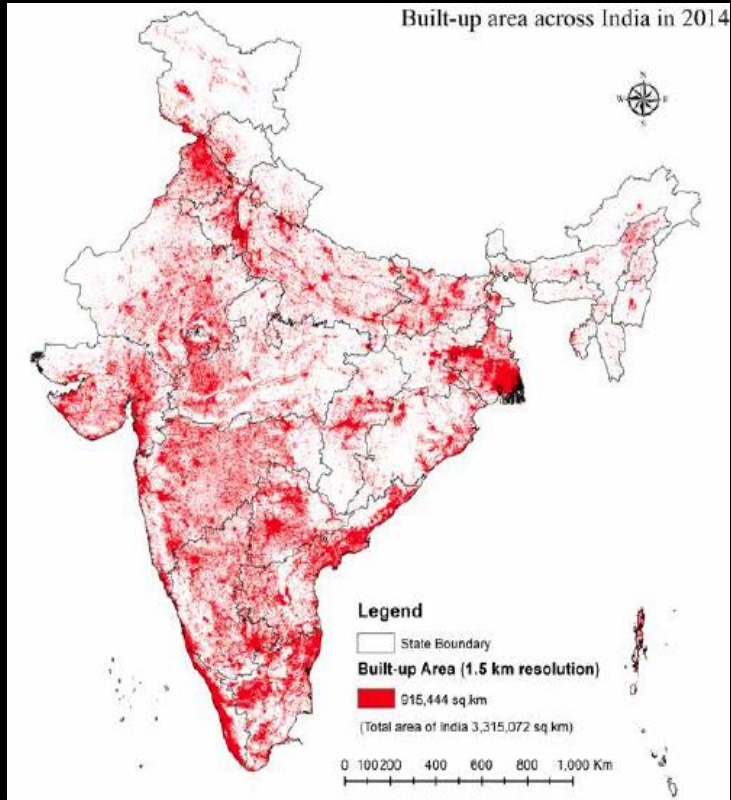 Built-up area across India in 2014
N
W E
S
Legend
State Boundary
Built-up Area (1.5 km resolution)
915,444 sq.km
(Total area of India 3,315,072 sq.km)
0 100200 400 600 800 1,000 Km